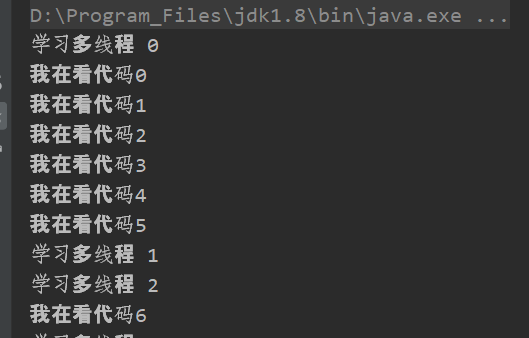 D:\Program_Files\jdk1.8\bin\java.exe ...
学习多线程 0
我在看代码0
我在看代码1
我在看代码2
我在看代码3
我在看代码4
我在看代码5
学习多线程 1
学习多线程 2
我在看代码6